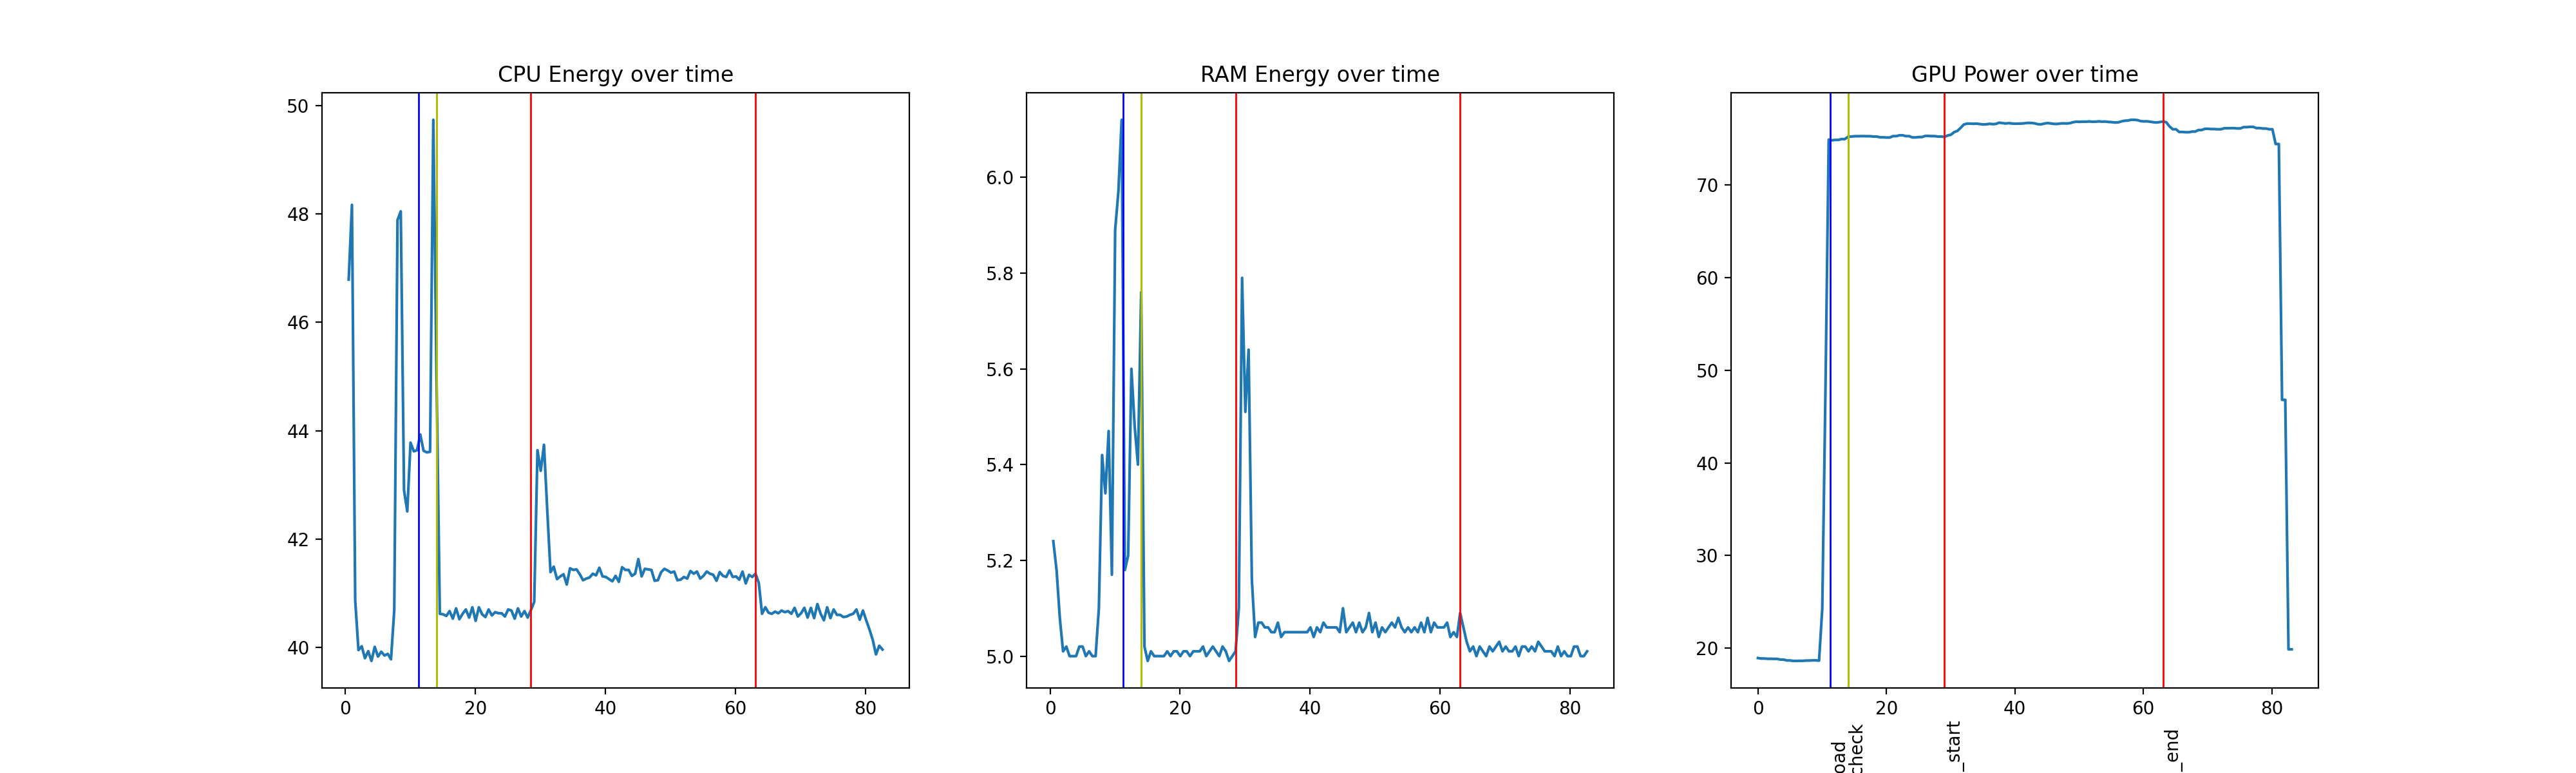 CPU Energy over time
50
48
46
44
42
40
0 20 40 60 80
RAM Energy over time
6.0
5.8
5.6
5.4
5.2
5.0
0 20 40 60 80
GPU Power over time
70
60
50
40
30
20
0 20 40 60 80
oad
check
_start
_end